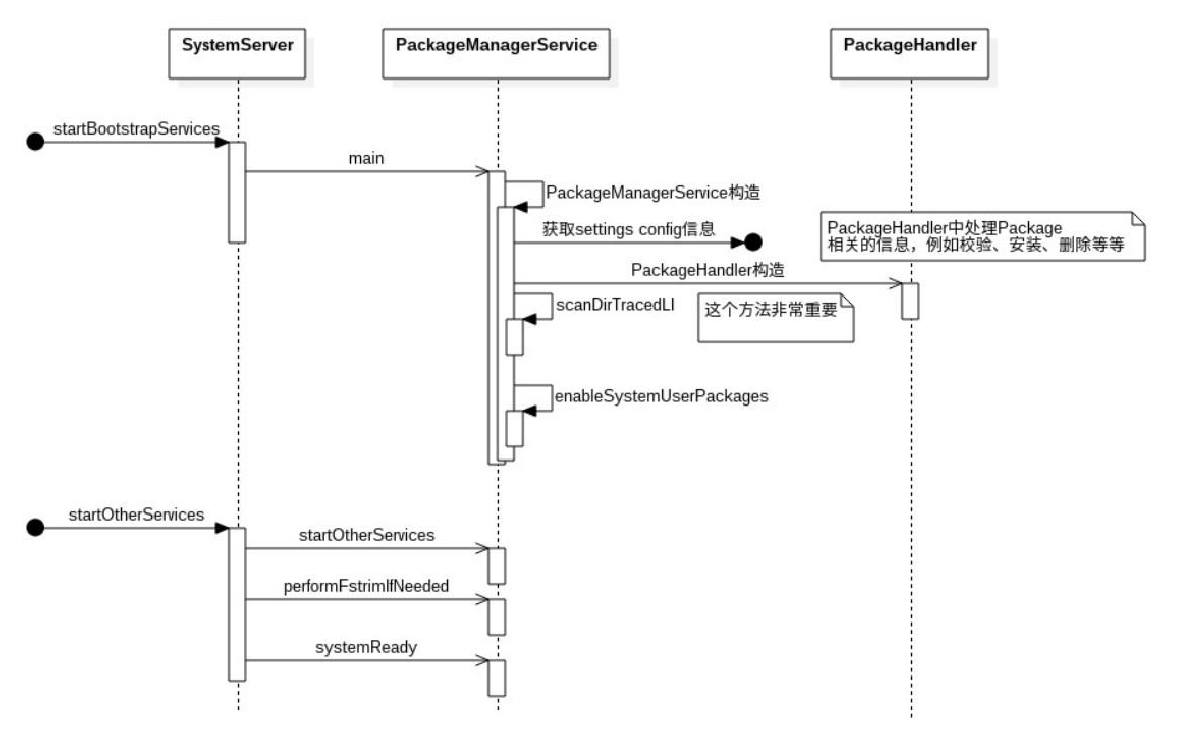 SystemServer
PackageManagerService
PackageHandler
startBootstrapServices
main
PackageManagerService构造
获取settings config信息
PackageHandler中处理Package
相关的信息，例如校验、安装、删除等等
PackageHandler构造
scanDirTracedLI
这个方法非常重要
enableSystemUserPackages
startOtherServices
startOtherServices
performFstrimIfNeeded
systemReady